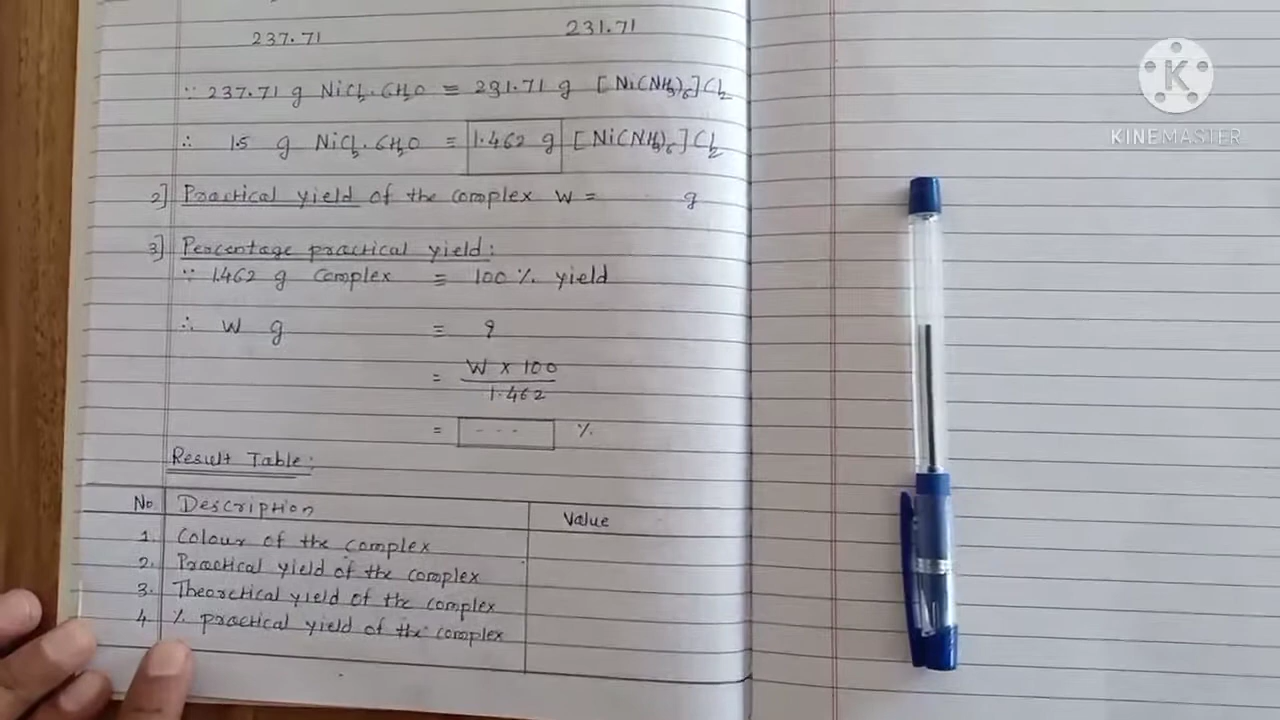 237.71 231.71
∵ 237.71 g NiCl₂.6H₂O ≡ 231.71 g [Ni(NH₃)₆]Cl₂
∴ 1.5 g NiCl₂.6H₂O ≡ 1.462 g [Ni(NH₃)₆]Cl₂
2] Practical yield of the complex W = g
3] Percentage practical yield:
∵ 1.462 g Complex ≡ 100 % yield
∴ W g ≡ ?
= W × 100
1.462
= - - - %
Result Table:
No. Description Value
1. Colour of the complex
2. Practical yield of the complex
3. Theoretical yield of the complex
4. % practical yield of the complex
K
KINEMASTER